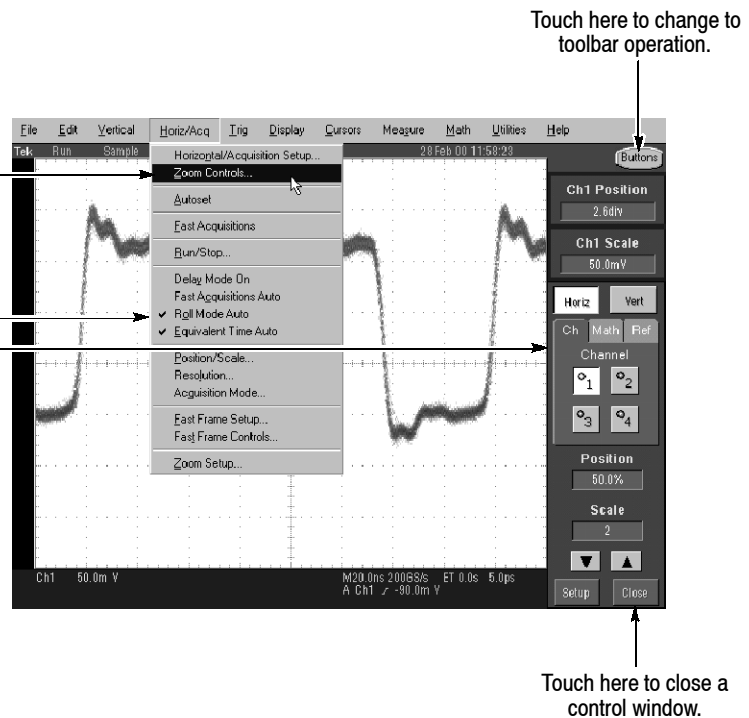 Touch here to change to
toolbar operation.
File Edit Vertical Horiz/Acq Trig Display Cursors Measure Math Utilities Help
Tek Run Sample 28 Feb 00 11:58:23
Buttons
Horizontal/Acquisition Setup...
Zoom Controls...
Autoset
Fast Acquisitions
Run/Stop...
Delay Mode On
Fast Acquisitions Auto
Roll Mode Auto
Equivalent Time Auto
Position/Scale...
Resolution...
Acquisition Mode...
Fast Frame Setup...
Fast Frame Controls...
Zoom Setup...
Ch1 Position
2.6div
Ch1 Scale
50.0mV
Horiz Vert
Ch Math Ref
Channel
1 2
3 4
Position
50.0%
Scale
2
Setup Close
Ch1 50.0m V M20.0ns 200GS/s ET 0.0s 5.0ps
A Ch1 -90.0m V
Touch here to close a
control window.